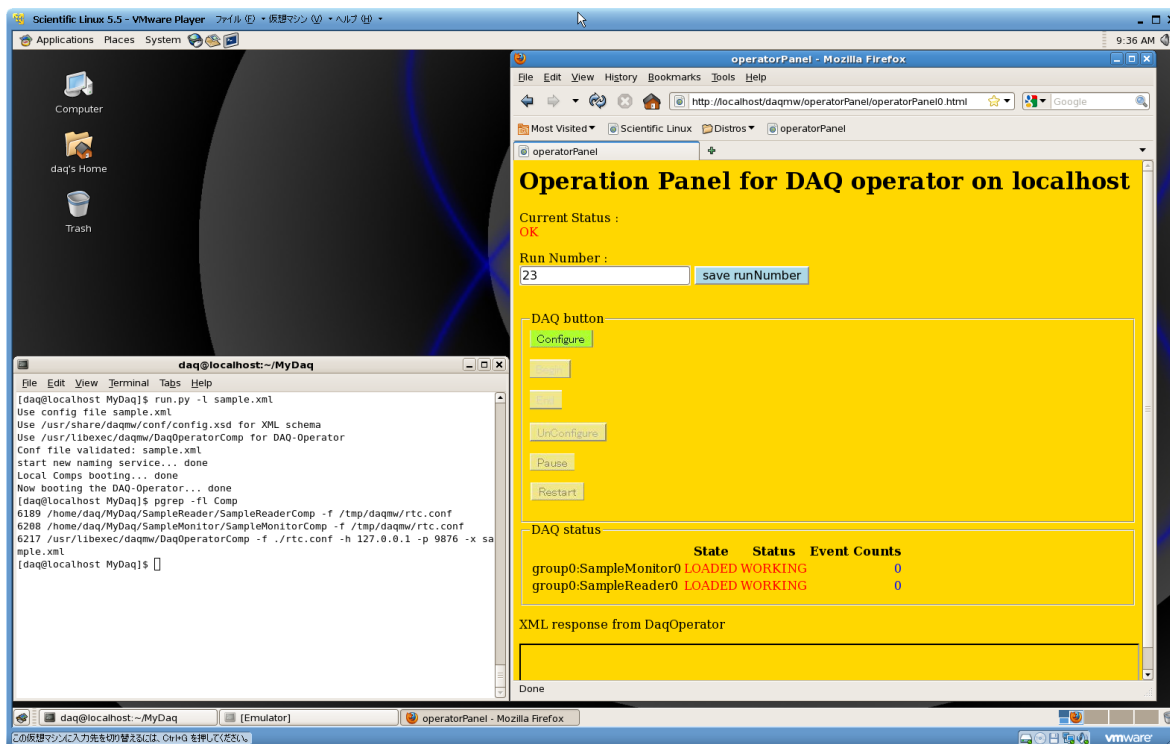 Scientific Linux 5.5 - VMware Player ファイル (F) 仮想マシン (V) ヘルプ (H)
Applications Places System 9:36 AM
Computer
daq's Home
Trash
daq@localhost:~/MyDaq
File Edit View Terminal Tabs Help
[daq@localhost MyDaq]$ run.py -l sample.xml
Use config file sample.xml
Use /usr/share/daqmw/conf/config.xsd for XML schema
Use /usr/libexec/daqmw/DaqOperatorComp for DAQ-Operator
Conf file validated: sample.xml
start new naming service... done
Local Comps booting... done
Now booting the DAQ-Operator... done
[daq@localhost MyDaq]$ pgrep -fl Comp
6189 /home/daq/MyDaq/SampleReader/SampleReaderComp -f /tmp/daqmw/rtc.conf
6208 /home/daq/MyDaq/SampleMonitor/SampleMonitorComp -f /tmp/daqmw/rtc.conf
6217 /usr/libexec/daqmw/DaqOperatorComp -f ./rtc.conf -h 127.0.0.1 -p 9876 -x sa
mple.xml
[daq@localhost MyDaq]$
operatorPanel - Mozilla Firefox
File Edit View History Bookmarks Tools Help
http://localhost/daqmw/operatorPanel/operatorPanel0.html Google
Most Visited Scientific Linux Distros operatorPanel
operatorPanel
Operation Panel for DAQ operator on localhost
Current Status :
OK
Run Number :
23 save runNumber
DAQ button
Configure
Begin
End
UnConfigure
Pause
Restart
DAQ status
State Status Event Counts
group0:SampleMonitor0 LOADED WORKING 0
group0:SampleReader0 LOADED WORKING 0
XML response from DaqOperator
Done
daq@localhost:~/MyDaq [Emulator] operatorPanel - Mozilla Firefox
この仮想マシンに入力先を切り替えるには、Ctrl+G を押してください。 vmware